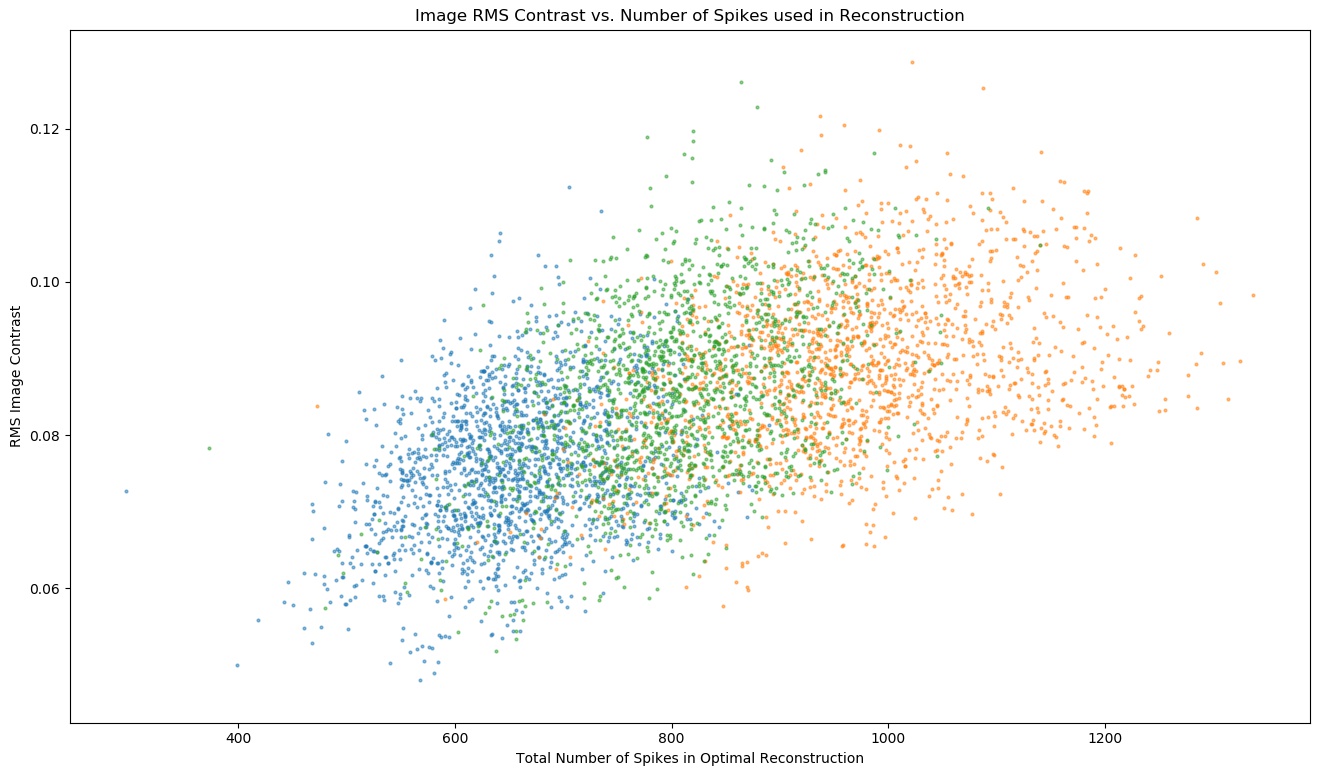 Image RMS Contrast vs. Number of Spikes used in Reconstruction
0.12
0.10
0.08
0.06
RMS Image Contrast
400 600 800 1000 1200
Total Number of Spikes in Optimal Reconstruction